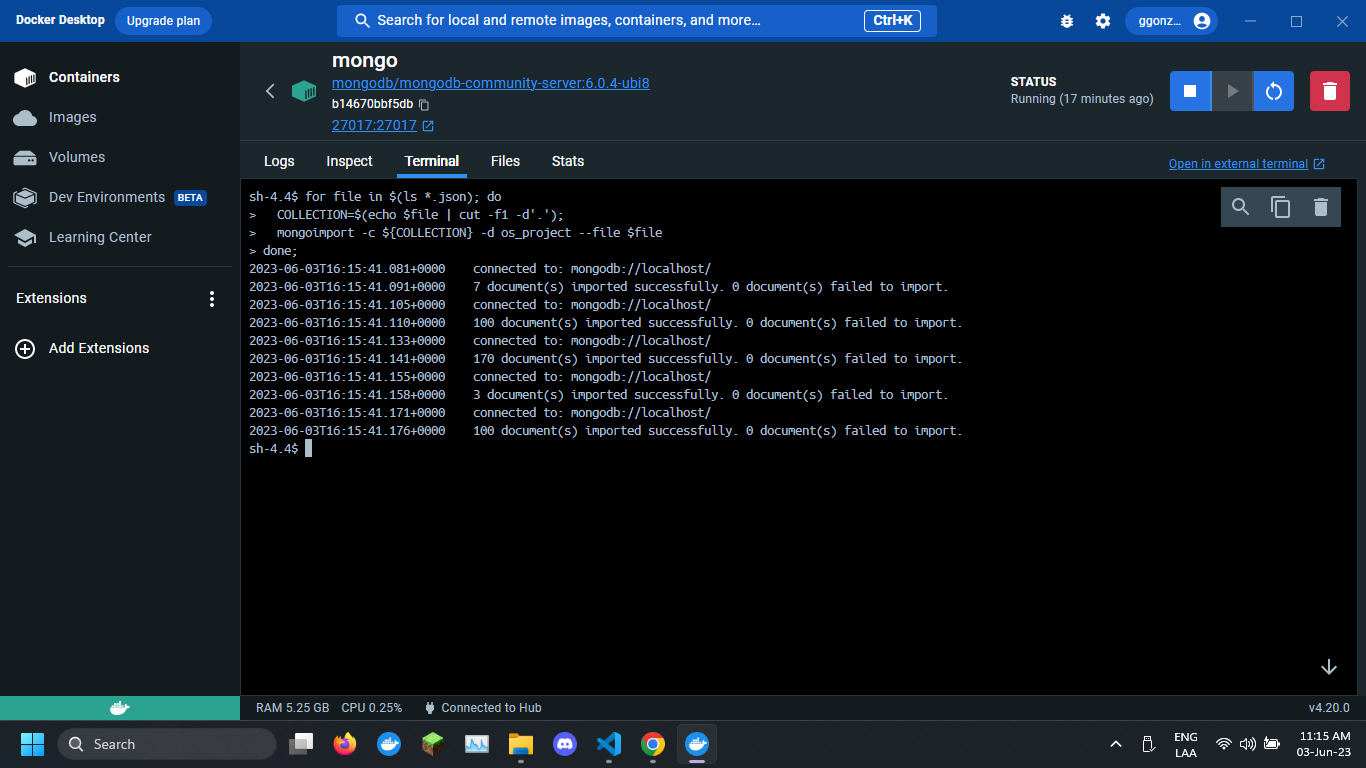 Docker Desktop
Upgrade plan
Search for local and remote images, containers, and more...
Ctrl+K
ggonz...
Containers
Images
Volumes
Dev Environments BETA
Learning Center
Extensions
Add Extensions
mongo
mongodb/mongodb-community-server:6.0.4-ubi8
b14670bbf5db
27017:27017
STATUS
Running (17 minutes ago)
Logs Inspect Terminal Files Stats
Open in external terminal
sh-4.4$ for file in $(ls *.json); do
>   COLLECTION=$(echo $file | cut -f1 -d'.');
>   mongoimport -c ${COLLECTION} -d os_project --file $file
> done;
2023-06-03T16:15:41.081+0000    connected to: mongodb://localhost/
2023-06-03T16:15:41.091+0000    7 document(s) imported successfully. 0 document(s) failed to import.
2023-06-03T16:15:41.105+0000    connected to: mongodb://localhost/
2023-06-03T16:15:41.110+0000    100 document(s) imported successfully. 0 document(s) failed to import.
2023-06-03T16:15:41.133+0000    connected to: mongodb://localhost/
2023-06-03T16:15:41.141+0000    170 document(s) imported successfully. 0 document(s) failed to import.
2023-06-03T16:15:41.155+0000    connected to: mongodb://localhost/
2023-06-03T16:15:41.158+0000    3 document(s) imported successfully. 0 document(s) failed to import.
2023-06-03T16:15:41.171+0000    connected to: mongodb://localhost/
2023-06-03T16:15:41.176+0000    100 document(s) imported successfully. 0 document(s) failed to import.
sh-4.4$
RAM 5.25 GB CPU 0.25% Connected to Hub
v4.20.0
Search
ENG
LAA
11:15 AM
03-Jun-23